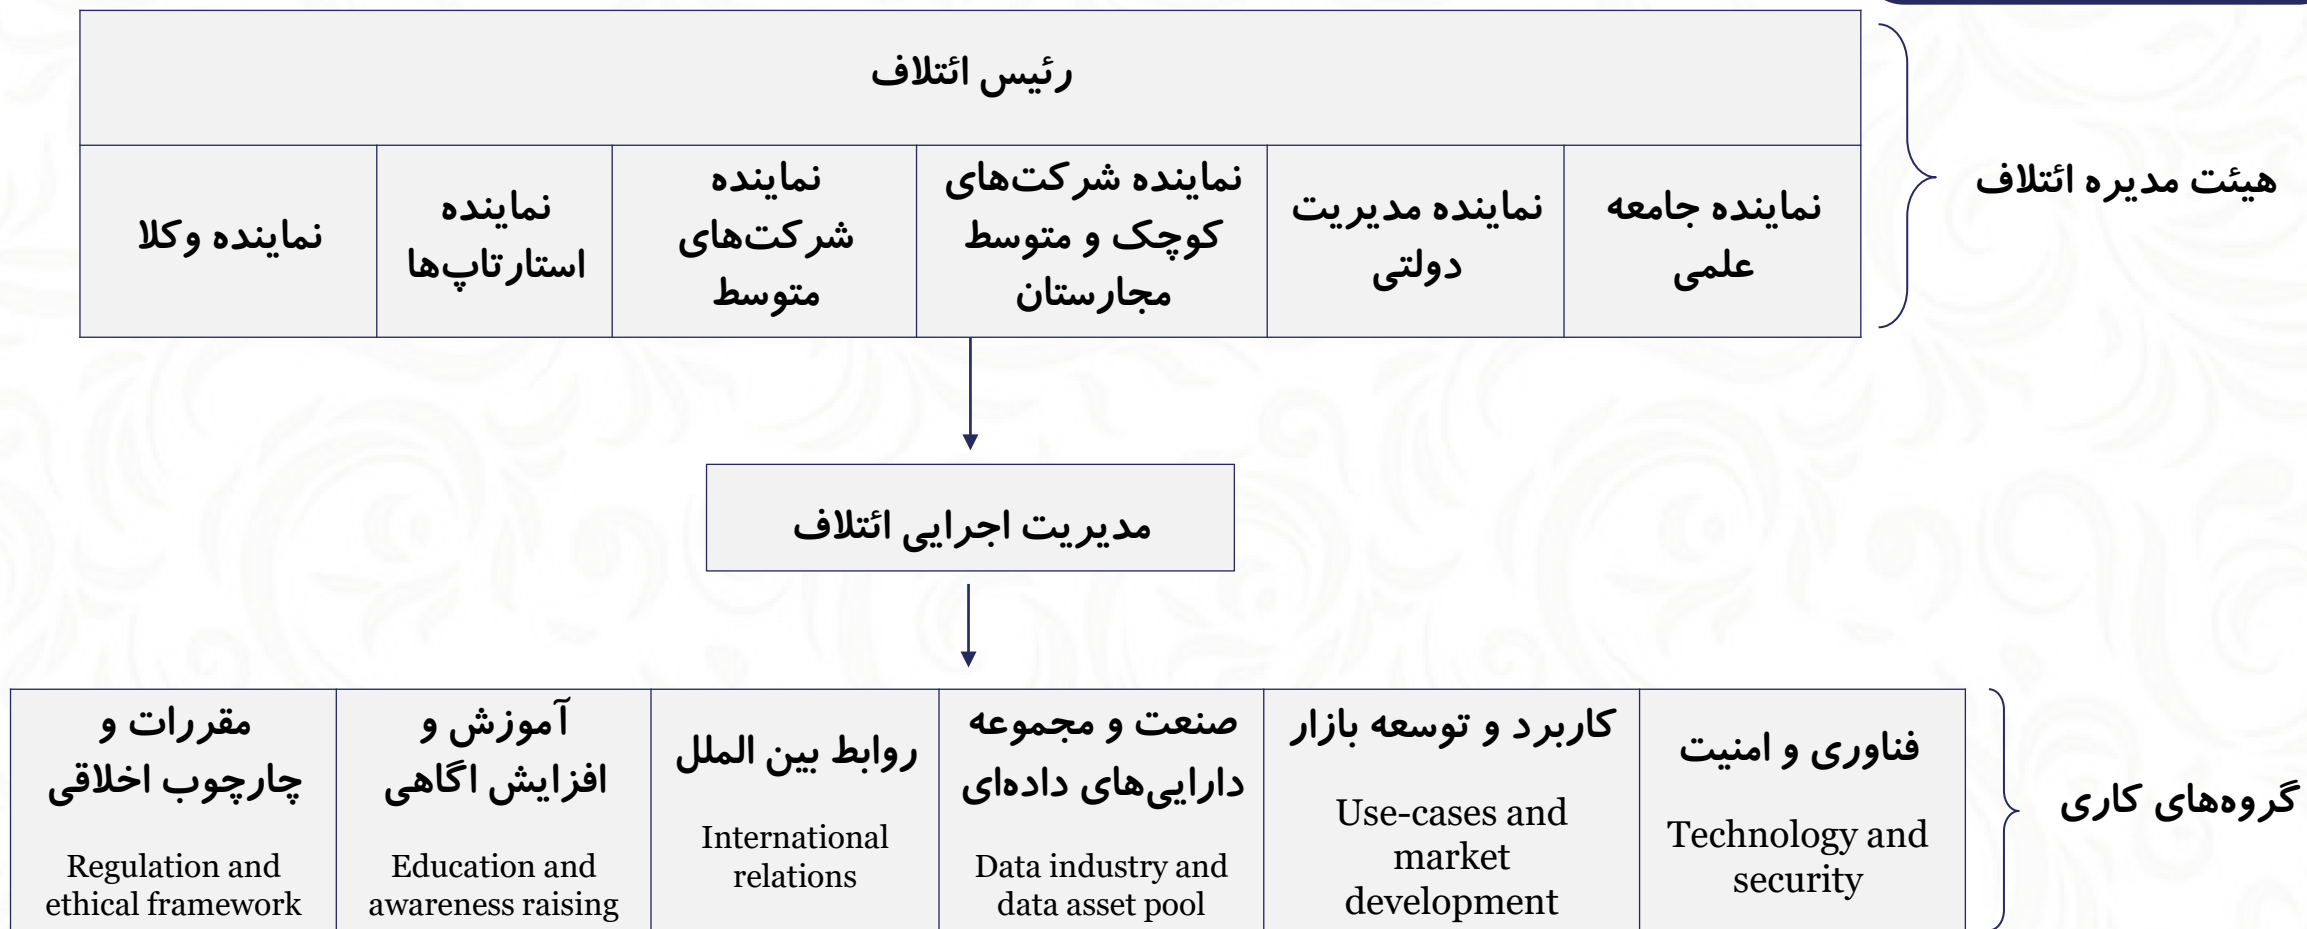 رئیس ائتلاف
نماینده جامعه
علمی
نماینده مدیریت
دولتی
نماینده شرکت‌های
کوچک و متوسط
مجارستان
نماینده
شرکت‌های
متوسط
نماینده
استارتاپ‌ها
نماینده وکلا
هیئت مدیره ائتلاف
مدیریت اجرایی ائتلاف
فناوری و امنیت
Technology and
security
کاربرد و توسعه بازار
Use-cases and
market
development
صنعت و مجموعه
دارایی‌های داده‌ای
Data industry and
data asset pool
روابط بین الملل
International
relations
آموزش و
افزایش اگاهی
Education and
awareness raising
مقررات و
چارچوب اخلاقی
Regulation and
ethical framework
گروه‌های کاری